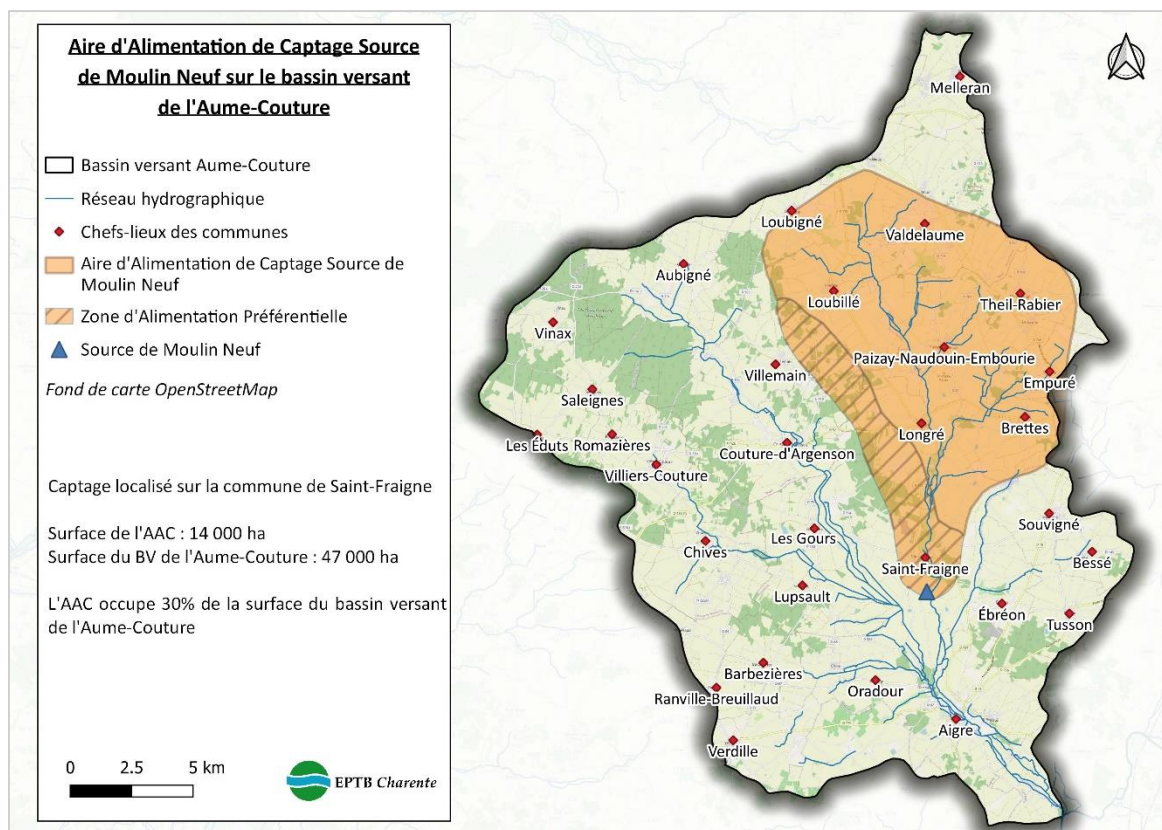 Aire d'Alimentation de Captage Source
de Moulin Neuf sur le bassin versant
de l'Aume-Couture
Bassin versant Aume-Couture
Réseau hydrographique
Chefs-lieux des communes
Aire d'Alimentation de Captage Source de
Moulin Neuf
Zone d'Alimentation Préférentielle
Source de Moulin Neuf
Fond de carte OpenStreetMap
Captage localisé sur la commune de Saint-Fraigne
Surface de l'AAC : 14 000 ha
Surface du BV de l'Aume-Couture : 47 000 ha
L'AAC occupe 30% de la surface du bassin versant
de l'Aume-Couture
0 2.5 5 km
EPTB Charente
Melleran
Loubigné
Valdelaume
Aubigné
Loubillé
Theil-Rabier
Vinax
Paizay-Naudouin-Embourie
Villemain
Empuré
Saleignes
Brettes
Longré
Les Éduts
Romazières
Couture-d'Argenson
Villiers-Couture
Souvigné
Les Gours
Chives
Bessé
Saint-Fraigne
Lupsault
Ébréon
Tusson
Barbezières
Oradour
Ranville-Breuillaud
Aigre
Verdille